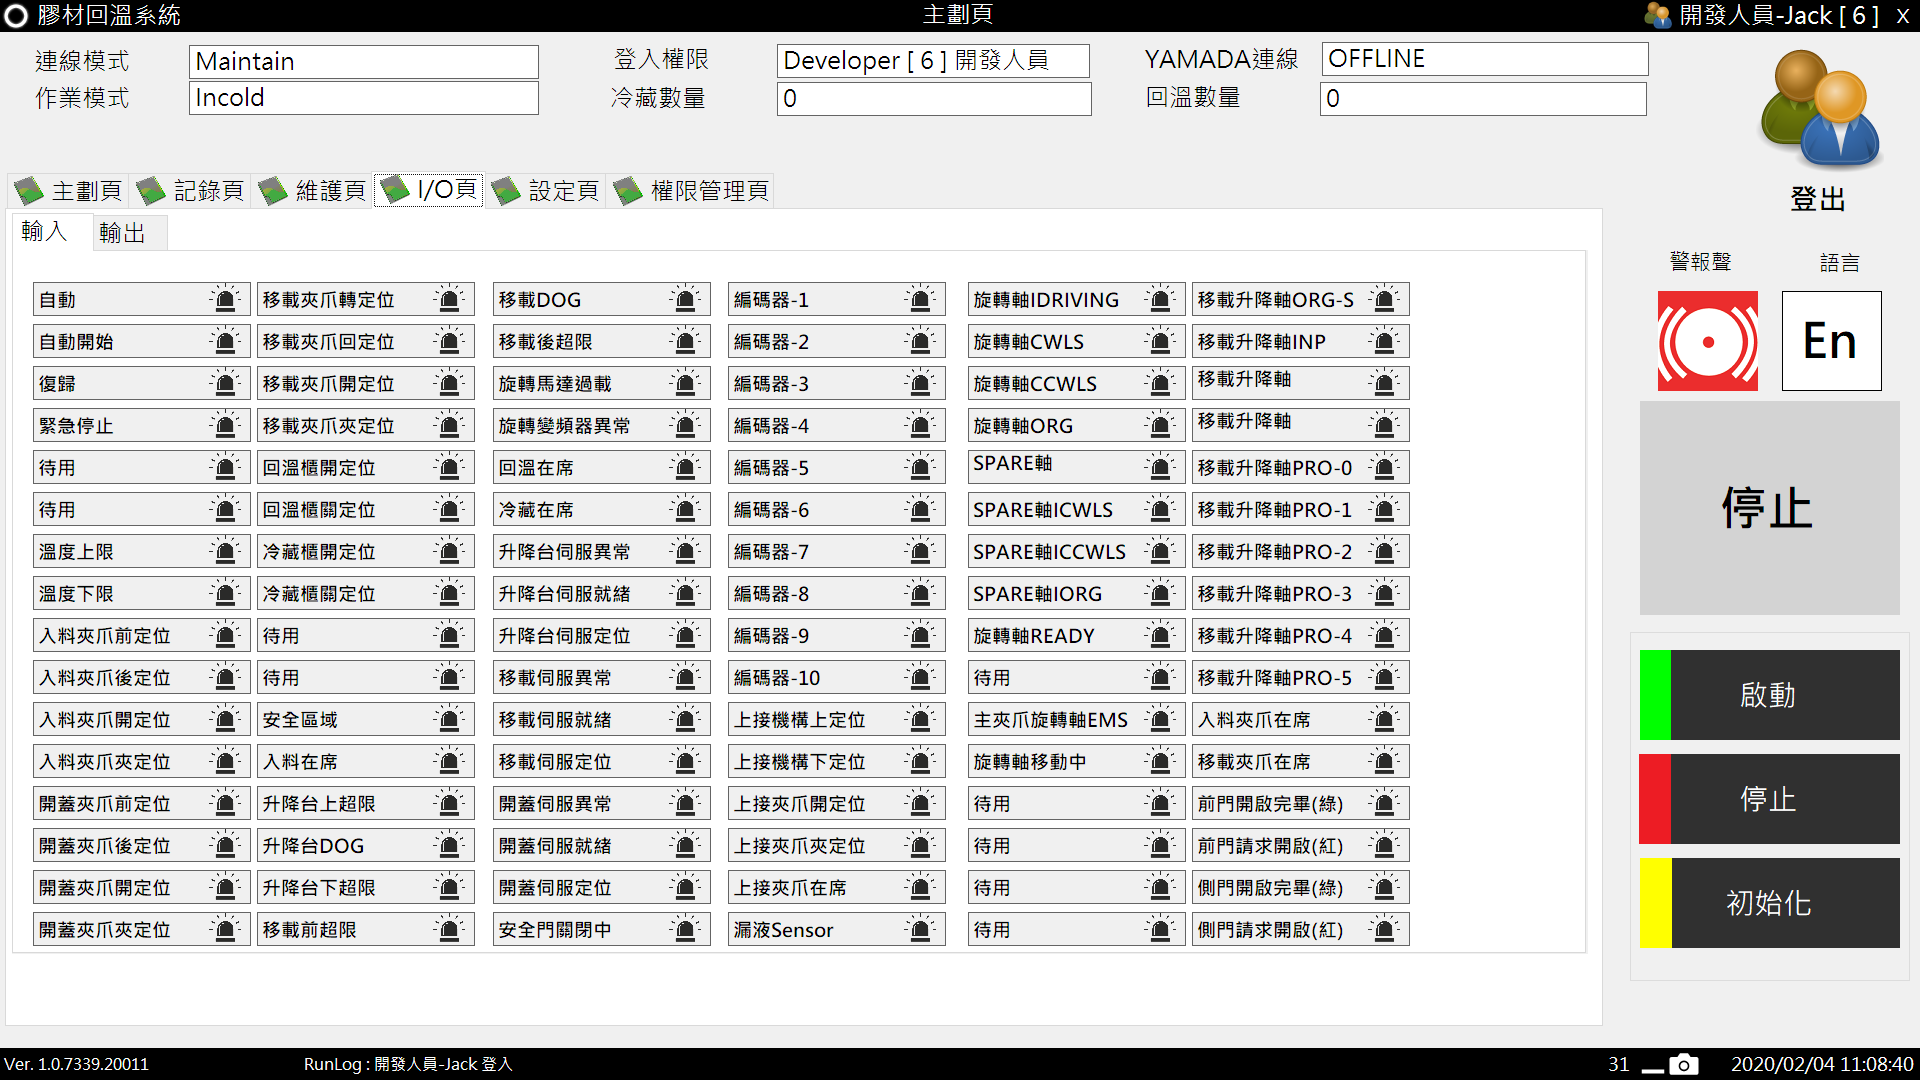 膠材回溫系統
主劃頁
開發人員-Jack [ 6 ]
X
連線模式
Maintain
登入權限
Developer [ 6 ] 開發人員
YAMADA連線
OFFLINE
作業模式
Incold
冷藏數量
0
回溫數量
0
登出
主劃頁
記錄頁
維護頁
I/O頁
設定頁
權限管理頁
輸入
輸出
自動
移載夾爪轉定位
移載DOG
編碼器-1
旋轉軸IDRIVING
移載升降軸ORG-S
自動開始
移載夾爪回定位
移載後超限
編碼器-2
旋轉軸CWLS
移載升降軸INP
復歸
移載夾爪開定位
旋轉馬達過載
編碼器-3
旋轉軸CCWLS
移載升降軸
緊急停止
移載夾爪夾定位
旋轉變頻器異常
編碼器-4
旋轉軸ORG
移載升降軸
待用
回溫櫃開定位
回溫在席
編碼器-5
SPARE軸
移載升降軸PRO-0
待用
回溫櫃關定位
冷藏在席
編碼器-6
SPARE軸ICWLS
移載升降軸PRO-1
溫度上限
冷藏櫃開定位
升降台伺服異常
編碼器-7
SPARE軸ICCWLS
移載升降軸PRO-2
溫度下限
冷藏櫃關定位
升降台伺服就緒
編碼器-8
SPARE軸IORG
移載升降軸PRO-3
入料夾爪前定位
待用
升降台伺服定位
編碼器-9
旋轉軸READY
移載升降軸PRO-4
入料夾爪後定位
待用
移載伺服異常
編碼器-10
待用
移載升降軸PRO-5
入料夾爪開定位
安全區域
移載伺服就緒
上接機構上定位
主夾爪旋轉軸EMS
入料夾爪在席
入料夾爪夾定位
入料在席
移載伺服定位
上接機構下定位
旋轉軸移動中
移載夾爪在席
開蓋夾爪前定位
升降台上超限
開蓋伺服異常
上接夾爪開定位
待用
前門開啟完畢(綠)
開蓋夾爪後定位
升降台DOG
開蓋伺服就緒
上接夾爪夾定位
待用
前門請求開啟(紅)
開蓋夾爪開定位
升降台下超限
開蓋伺服定位
上接夾爪在席
待用
側門開啟完畢(綠)
開蓋夾爪夾定位
移載前超限
安全門關閉中
漏液Sensor
待用
側門請求開啟(紅)
警報聲
語言
En
停止
啟動
停止
初始化
Ver. 1.0.7339.20011
RunLog : 開發人員-Jack 登入
31
2020/02/04 11:08:40